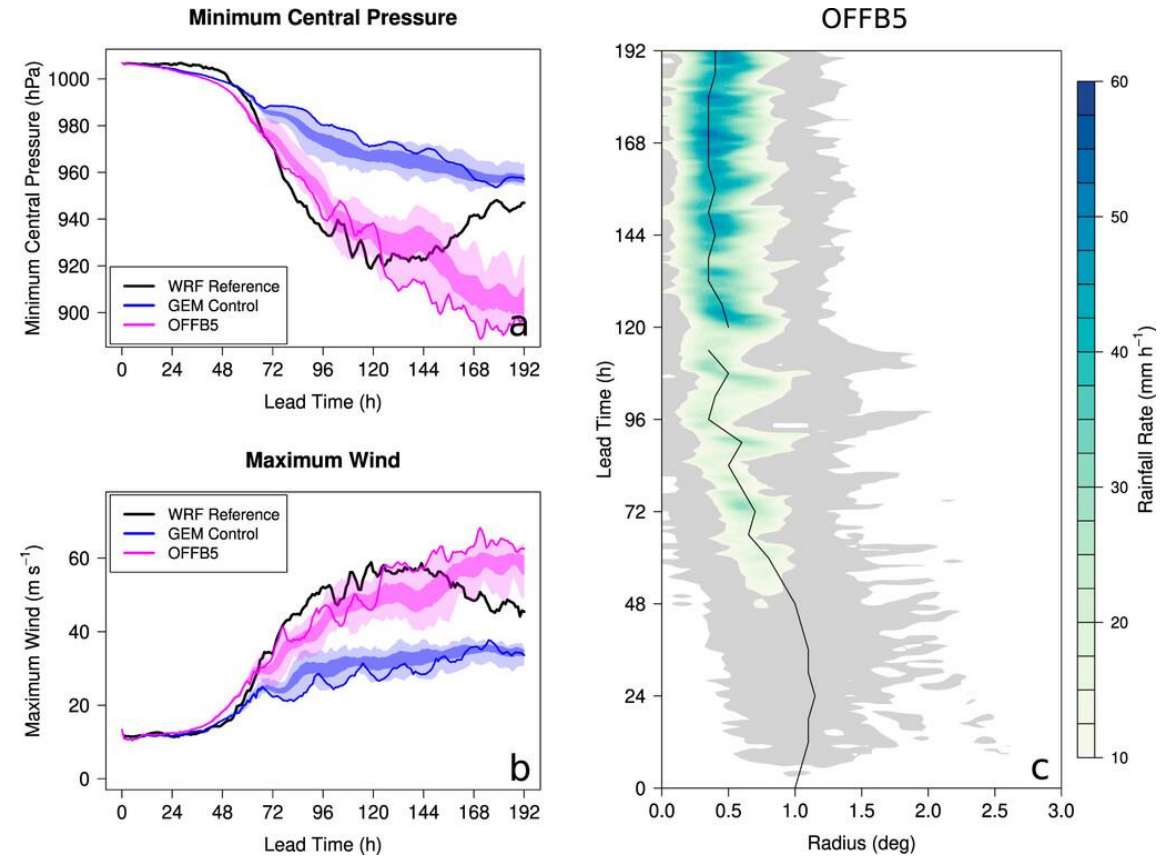 Minimum Central Pressure
Minimum Central Pressure (hPa)
1000
980
960
940
920
900
WRF Reference
GEM Control
OFFB5
a
0 24 48 72 96 120 144 168 192
Lead Time (h)
Maximum Wind
Maximum Wind (m s⁻¹)
60
40
20
0
WRF Reference
GEM Control
OFFB5
b
0 24 48 72 96 120 144 168 192
Lead Time (h)
OFFB5
Lead Time (h)
192
168
144
120
96
72
48
24
0
c
0.0 0.5 1.0 1.5 2.0 2.5 3.0
Radius (deg)
60
50
40
30
20
10
Rainfall Rate (mm h⁻¹)